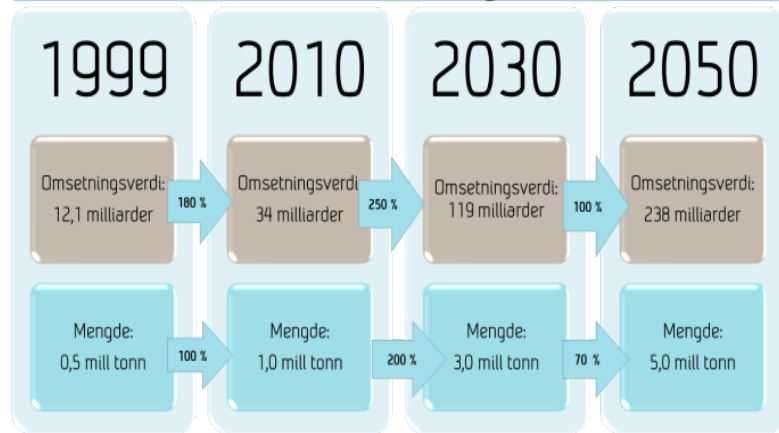 1999
2010
2030
2050
Omsetningsverdi:
12,1 milliarder
180 %
Omsetningsverdi
34 milliarder
250 %
Omsetningsverdi:
119 milliarder
100 %
Omsetningsverdi:
238 milliarder
Mengde:
0,5 mill tonn
100 %
Mengde:
1,0 mill tonn
200 %
Mengde:
3,0 mill tonn
70 %
Mengde:
5,0 mill tonn